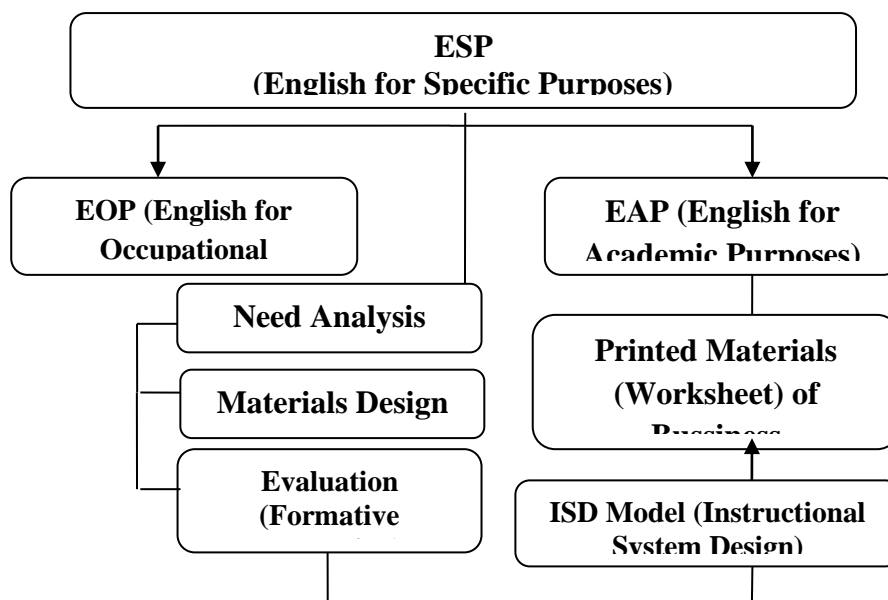 ESP
(English for Specific Purposes)
EOP (English for
Occupational
EAP (English for
Academic Purposes)
Need Analysis
Printed Materials
(Worksheet) of
Bussiness
Materials Design
Evaluation
(Formative
ISD Model (Instructional
System Design)